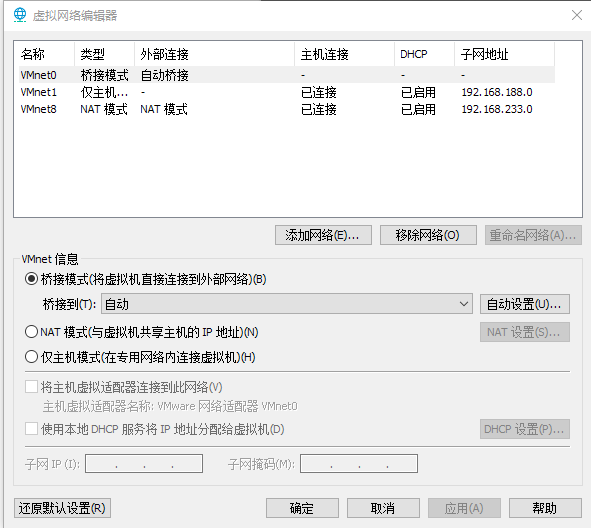 虚拟网络编辑器
名称 类型 外部连接 主机连接 DHCP 子网地址
VMnet0 桥接模式 自动桥接 - - -
VMnet1 仅主机... - 已连接 已启用 192.168.188.0
VMnet8 NAT 模式 NAT 模式 已连接 已启用 192.168.233.0
添加网络(E)... 移除网络(O) 重命名网络(A)...
VMnet 信息
桥接模式(将虚拟机直接连接到外部网络)(B)
桥接到(T): 自动 自动设置(U)...
NAT 模式(与虚拟机共享主机的 IP 地址)(N) NAT 设置(S)...
仅主机模式(在专用网络内连接虚拟机)(H)
将主机虚拟适配器连接到此网络(V)
主机虚拟适配器名称: VMware 网络适配器 VMnet0
使用本地 DHCP 服务将 IP 地址分配给虚拟机(D) DHCP 设置(P)...
子网 IP (I): . . . 子网掩码(M): . . .
还原默认设置(R) 确定 取消 应用(A) 帮助